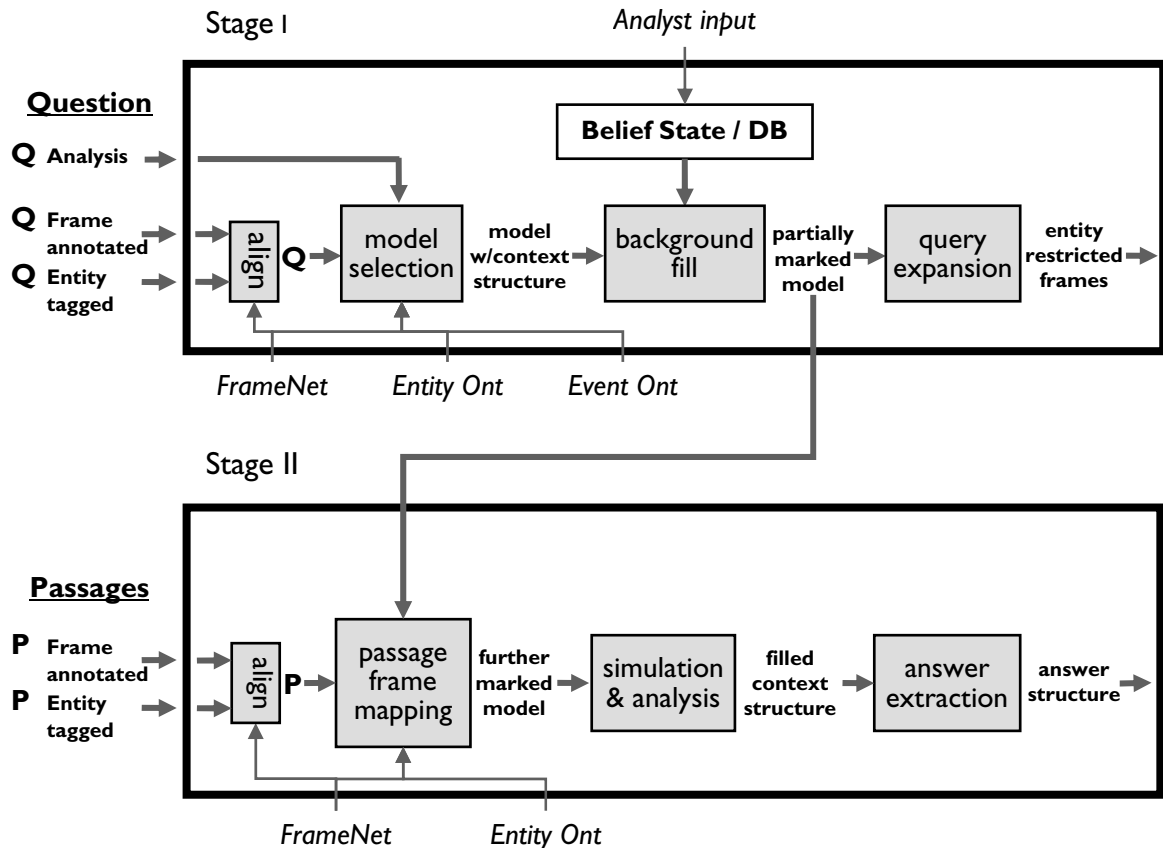 Stage I
Analyst input
Question
Belief State / DB
Q Analysis
Q Frame
annotated
Q Entity
tagged
align
Q
model
selection
model
w/context
structure
background
fill
partially
marked
model
query
expansion
entity
restricted
frames
FrameNet
Entity Ont
Event Ont
Stage II
Passages
P Frame
annotated
P Entity
tagged
align
P
passage
frame
mapping
further
marked
model
simulation
& analysis
filled
context
structure
answer
extraction
answer
structure
FrameNet
Entity Ont